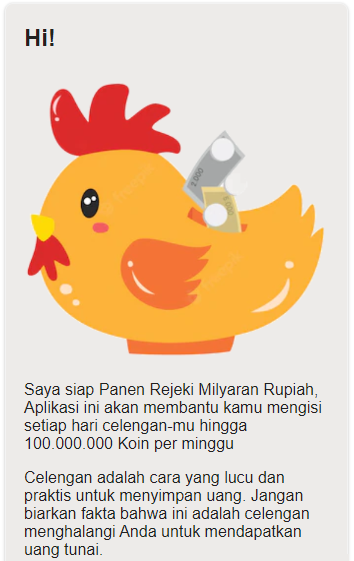 Hi!
2.000
Saya siap Panen Rejeki Milyaran Rupiah,
Aplikasi ini akan membantu kamu mengisi
setiap hari celengan-mu hingga
100.000.000 Koin per minggu
Celengan adalah cara yang lucu dan
praktis untuk menyimpan uang. Jangan
biarkan fakta bahwa ini adalah celengan
menghalangi Anda untuk mendapatkan
uang tunai.